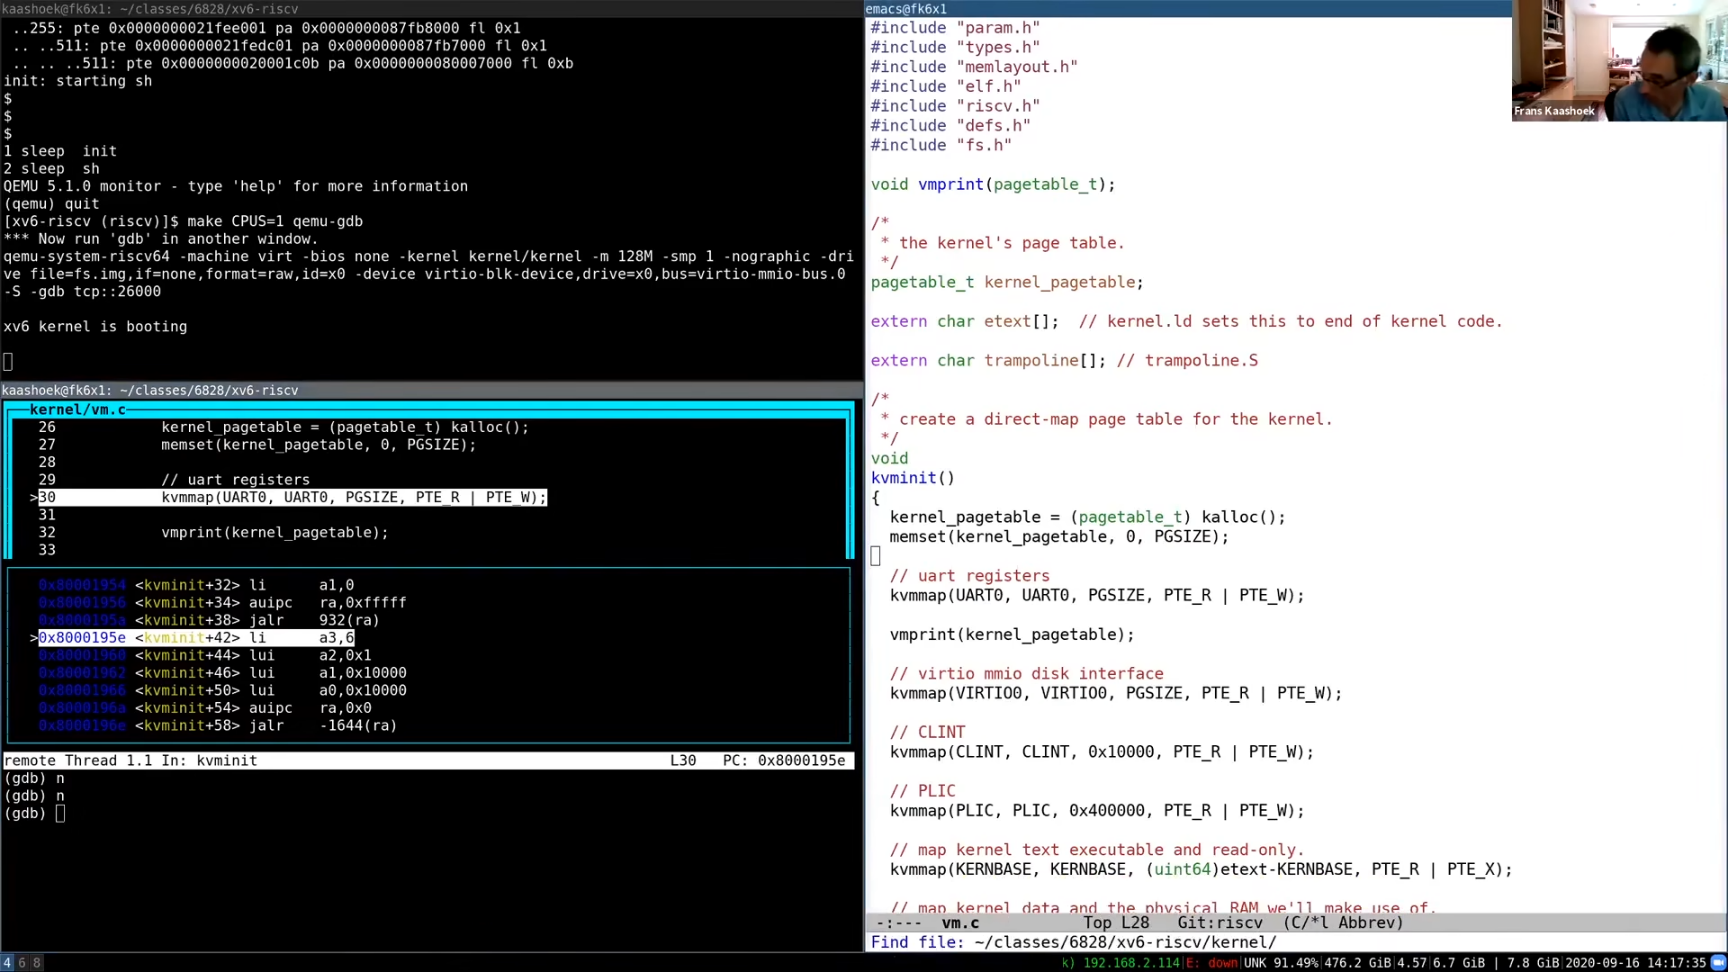 kaashoek@fk6x1: ~/classes/6828/xv6-riscv
..255: pte 0x0000000021fee001 pa 0x0000000087fb8000 fl 0x1
.. ..511: pte 0x0000000021fedc01 pa 0x0000000087fb7000 fl 0x1
.. .. ..511: pte 0x0000000020001c0b pa 0x0000000080007000 fl 0xb
init: starting sh
$
$
$
1 sleep  init
2 sleep  sh
QEMU 5.1.0 monitor - type 'help' for more information
(qemu) quit
[xv6-riscv (riscv)]$ make CPUS=1 qemu-gdb
*** Now run 'gdb' in another window.
qemu-system-riscv64 -machine virt -bios none -kernel kernel/kernel -m 128M -smp 1 -nographic -dri
ve file=fs.img,if=none,format=raw,id=x0 -device virtio-blk-device,drive=x0,bus=virtio-mmio-bus.0
-S -gdb tcp::26000
xv6 kernel is booting
kaashoek@fk6x1: ~/classes/6828/xv6-riscv
kernel/vm.c
26 kernel_pagetable = (pagetable_t) kalloc();
27 memset(kernel_pagetable, 0, PGSIZE);
28
29 // uart registers
>30 kvmmap(UART0, UART0, PGSIZE, PTE_R | PTE_W);
31
32 vmprint(kernel_pagetable);
33
0x80001954 <kvminit+32> li a1,0
0x80001956 <kvminit+34> auipc ra,0xfffff
0x8000195a <kvminit+38> jalr 932(ra)
>0x8000195e <kvminit+42> li a3,6
0x80001960 <kvminit+44> lui a2,0x1
0x80001962 <kvminit+46> lui a1,0x10000
0x80001966 <kvminit+50> lui a0,0x10000
0x8000196a <kvminit+54> auipc ra,0x0
0x8000196e <kvminit+58> jalr -1644(ra)
remote Thread 1.1 In: kvminit L30 PC: 0x8000195e
(gdb) n
(gdb) n
(gdb)
emacs@fk6x1
#include "param.h"
#include "types.h"
#include "memlayout.h"
#include "elf.h"
#include "riscv.h"
#include "defs.h"
#include "fs.h"
void vmprint(pagetable_t);
/*
* the kernel's page table.
*/
pagetable_t kernel_pagetable;
extern char etext[];  // kernel.ld sets this to end of kernel code.
extern char trampoline[]; // trampoline.S
/*
* create a direct-map page table for the kernel.
*/
void
kvminit()
{
kernel_pagetable = (pagetable_t) kalloc();
memset(kernel_pagetable, 0, PGSIZE);
// uart registers
kvmmap(UART0, UART0, PGSIZE, PTE_R | PTE_W);
vmprint(kernel_pagetable);
// virtio mmio disk interface
kvmmap(VIRTIO0, VIRTIO0, PGSIZE, PTE_R | PTE_W);
// CLINT
kvmmap(CLINT, CLINT, 0x10000, PTE_R | PTE_W);
// PLIC
kvmmap(PLIC, PLIC, 0x400000, PTE_R | PTE_W);
// map kernel text executable and read-only.
kvmmap(KERNBASE, KERNBASE, (uint64)etext-KERNBASE, PTE_R | PTE_X);
// map kernel data and the physical RAM we'll make use of.
-:--- vm.c Top L28 Git:riscv (C/*l Abbrev)
Find file: ~/classes/6828/xv6-riscv/kernel/
Frans Kaashoek
4 6 8
k) 192.168.2.114|E: down|UNK 91.49%|476.2 GiB|4.57|6.7 GiB | 7.8 GiB|2020-09-16 14:17:35